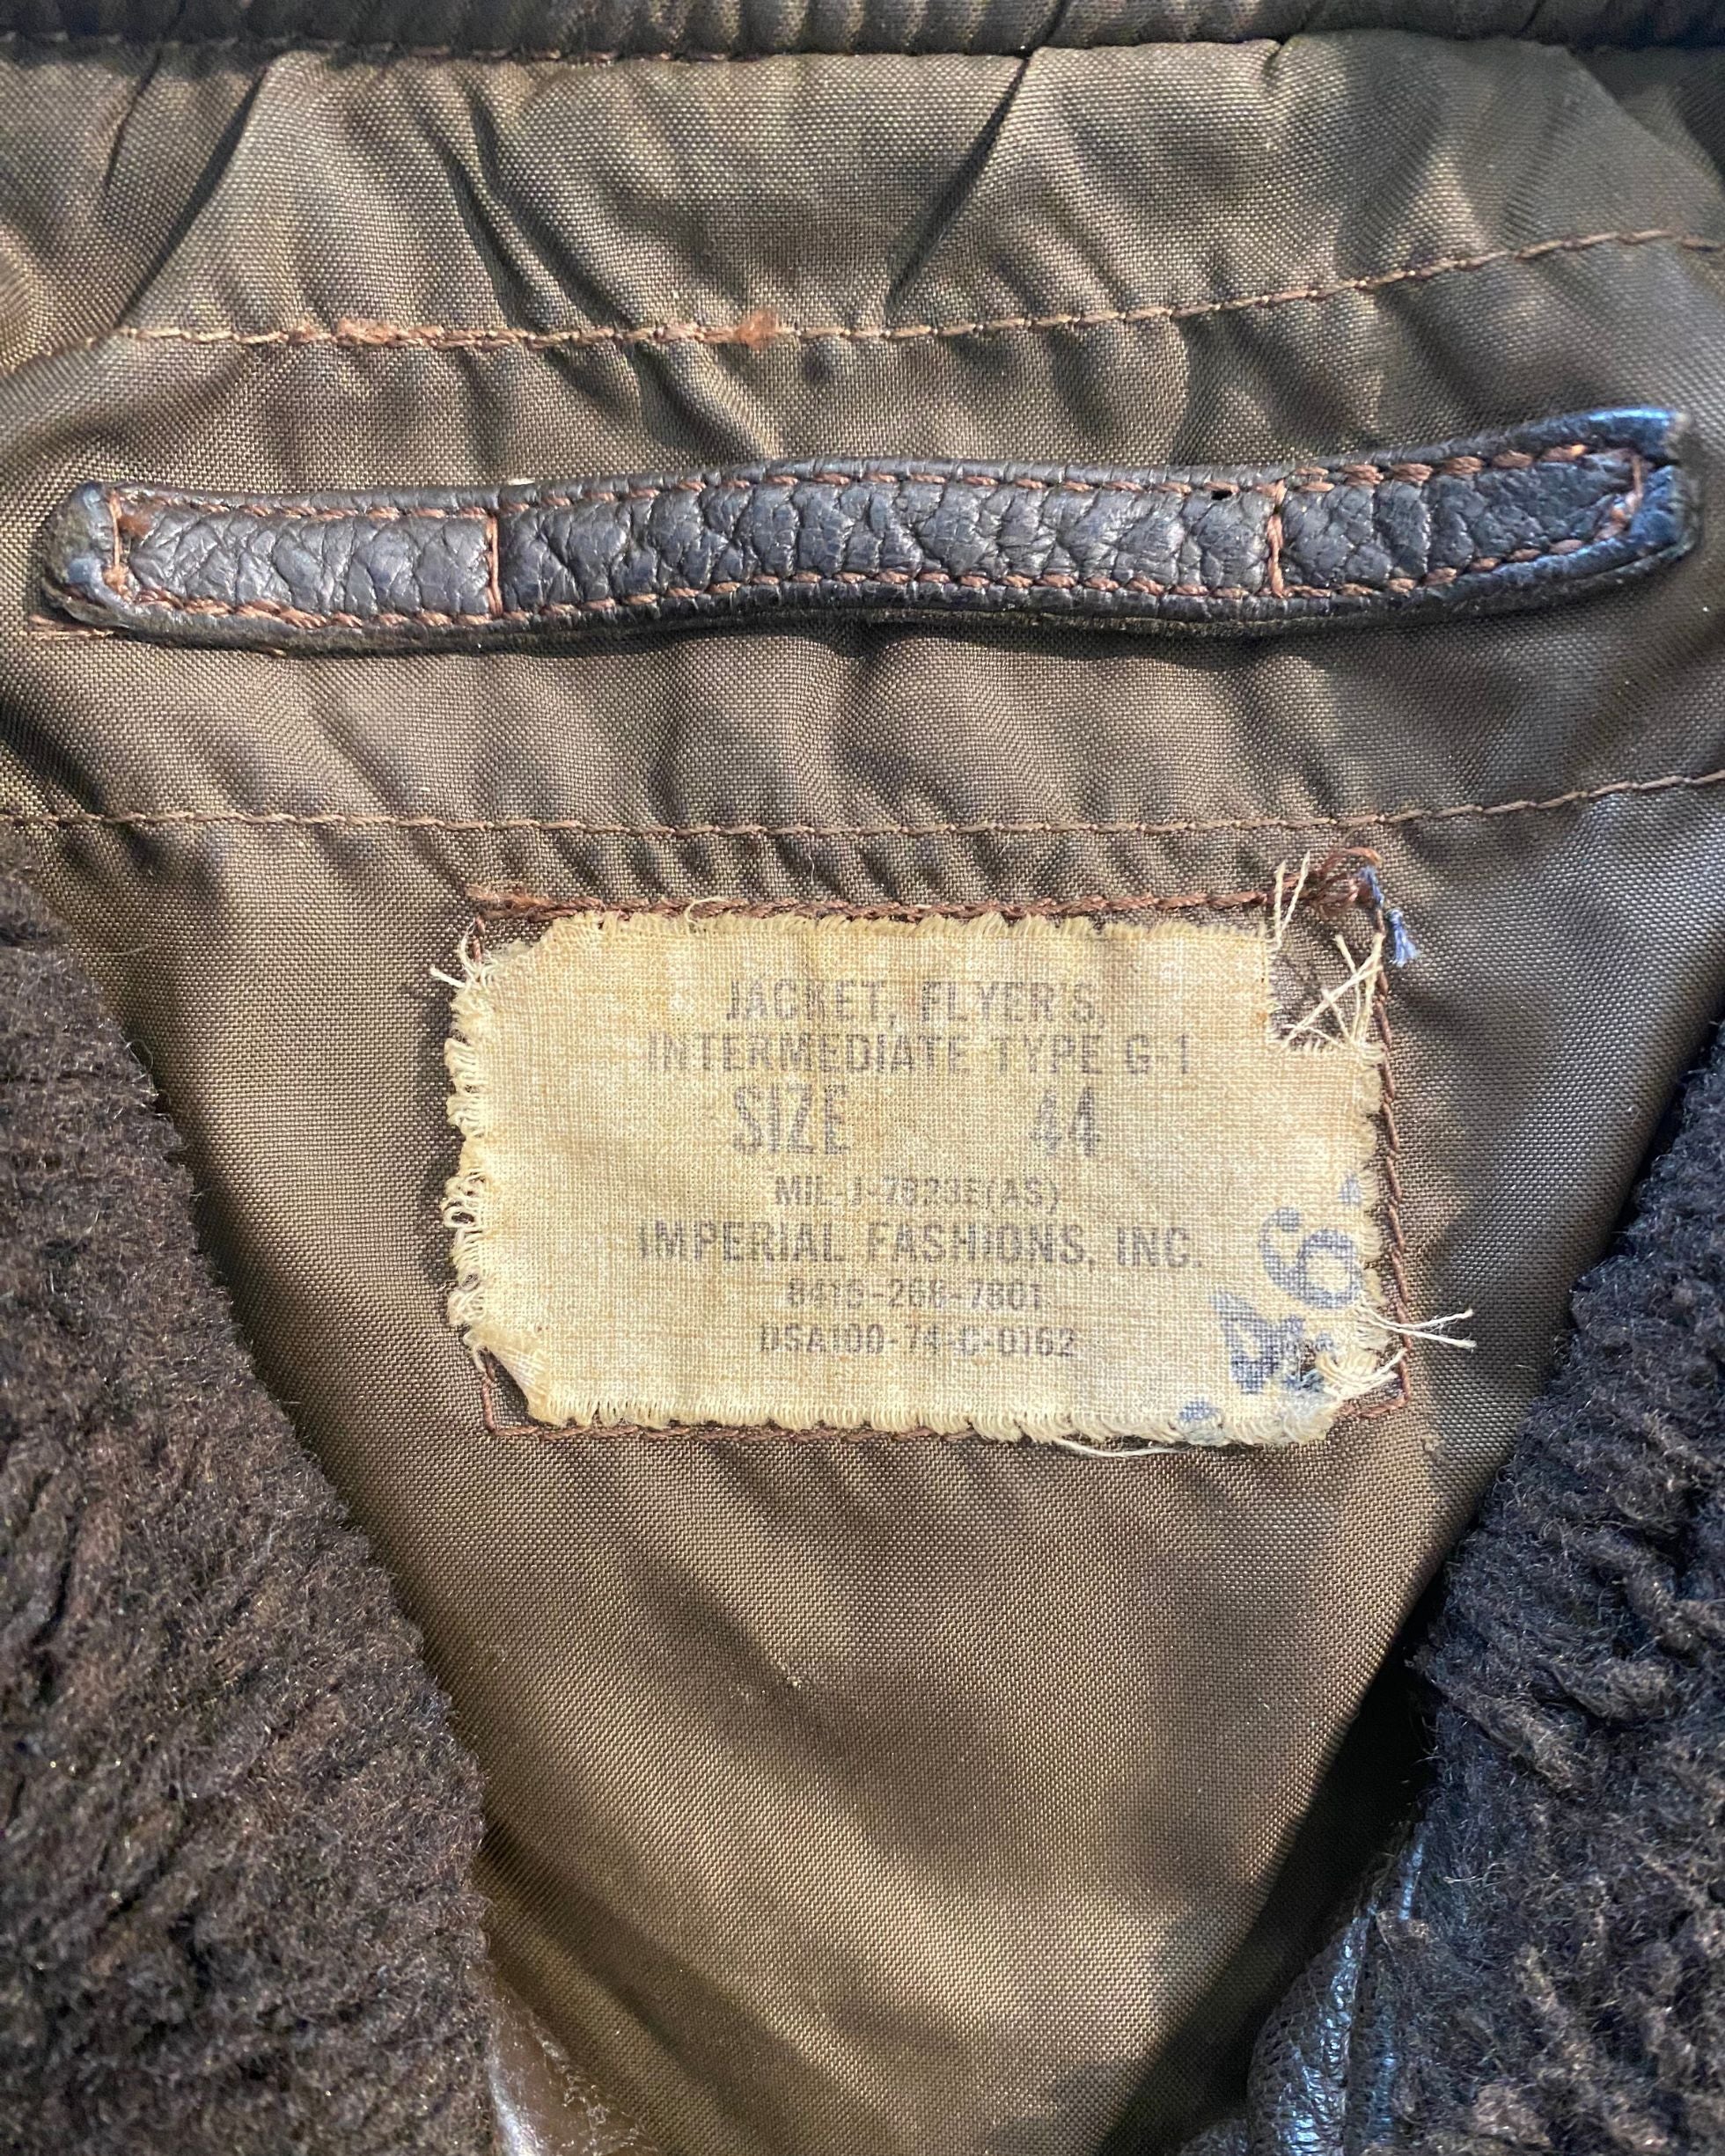 JACKET, FLYER'S,
INTERMEDIATE TYPE G-1
SIZE 44
MIL-J-7823E(AS)
IMPERIAL FASHIONS, INC.
8415-268-7801
DSA100-74-C-0162